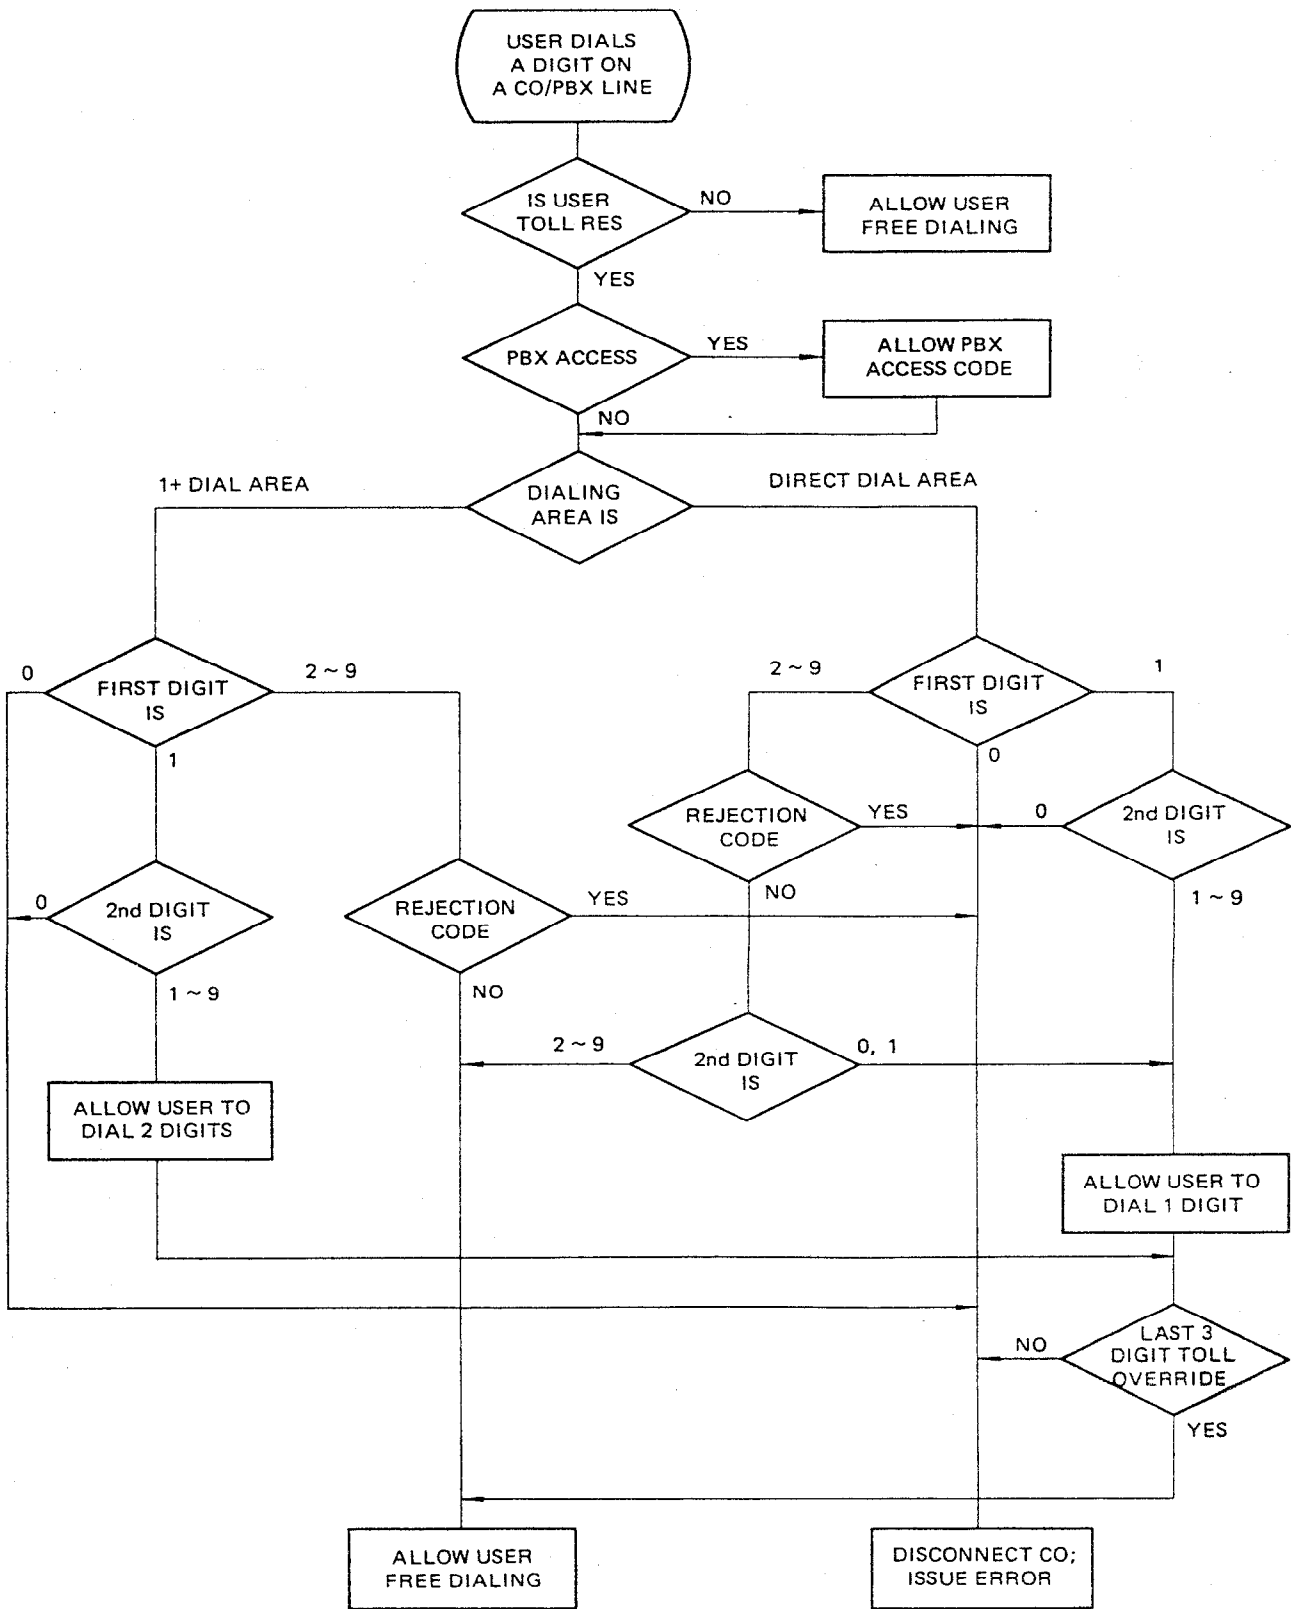 USER DIALS
A DIGIT ON
A CO/PBX LINE
IS USER
TOLL RES
NO
ALLOW USER
FREE DIALING
YES
PBX ACCESS
YES
ALLOW PBX
ACCESS CODE
NO
1+ DIAL AREA
DIALING
AREA IS
DIRECT DIAL AREA
0
FIRST DIGIT
IS
2 ~ 9
1
2 ~ 9
FIRST DIGIT
IS
1
0
REJECTION
CODE
YES
NO
0
2nd DIGIT
IS
1 ~ 9
0
2nd DIGIT
IS
1 ~ 9
REJECTION
CODE
YES
NO
2 ~ 9
2nd DIGIT
IS
0, 1
ALLOW USER TO
DIAL 2 DIGITS
ALLOW USER TO
DIAL 1 DIGIT
NO
LAST 3
DIGIT TOLL
OVERRIDE
YES
ALLOW USER
FREE DIALING
DISCONNECT CO;
ISSUE ERROR